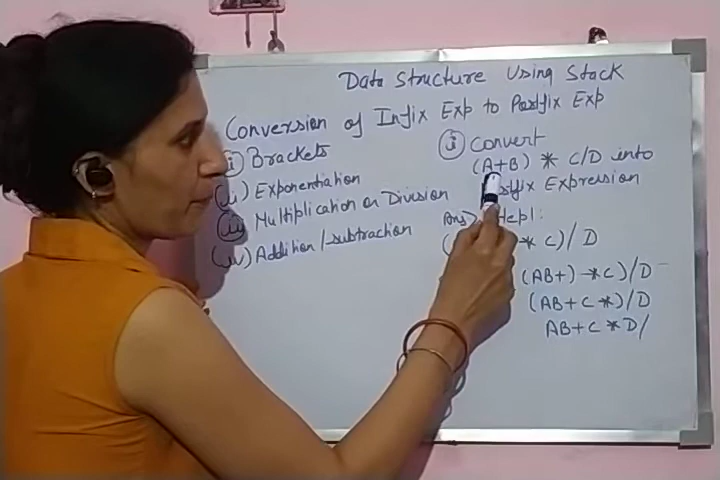 Data Structure Using Stack
Conversion of Infix Exp to Postfix Exp
(i) Brackets
(ii) Exponentiation
(iii) Multiplication or Division
(iv) Addition/subtraction
(i) Convert
(A+B) * C/D into
Postfix Expression
Ans) Step1:
* C)/D
(AB+) *C)/D
(AB+C*)/D
AB+C*D/